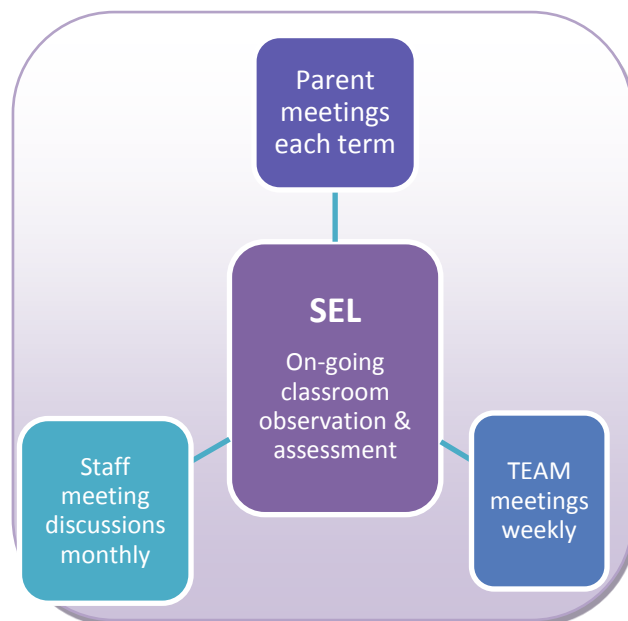 Parent
meetings
each term
SEL
On-going
classroom
observation &
assessment
Staff
meeting
discussions
monthly
TEAM
meetings
weekly